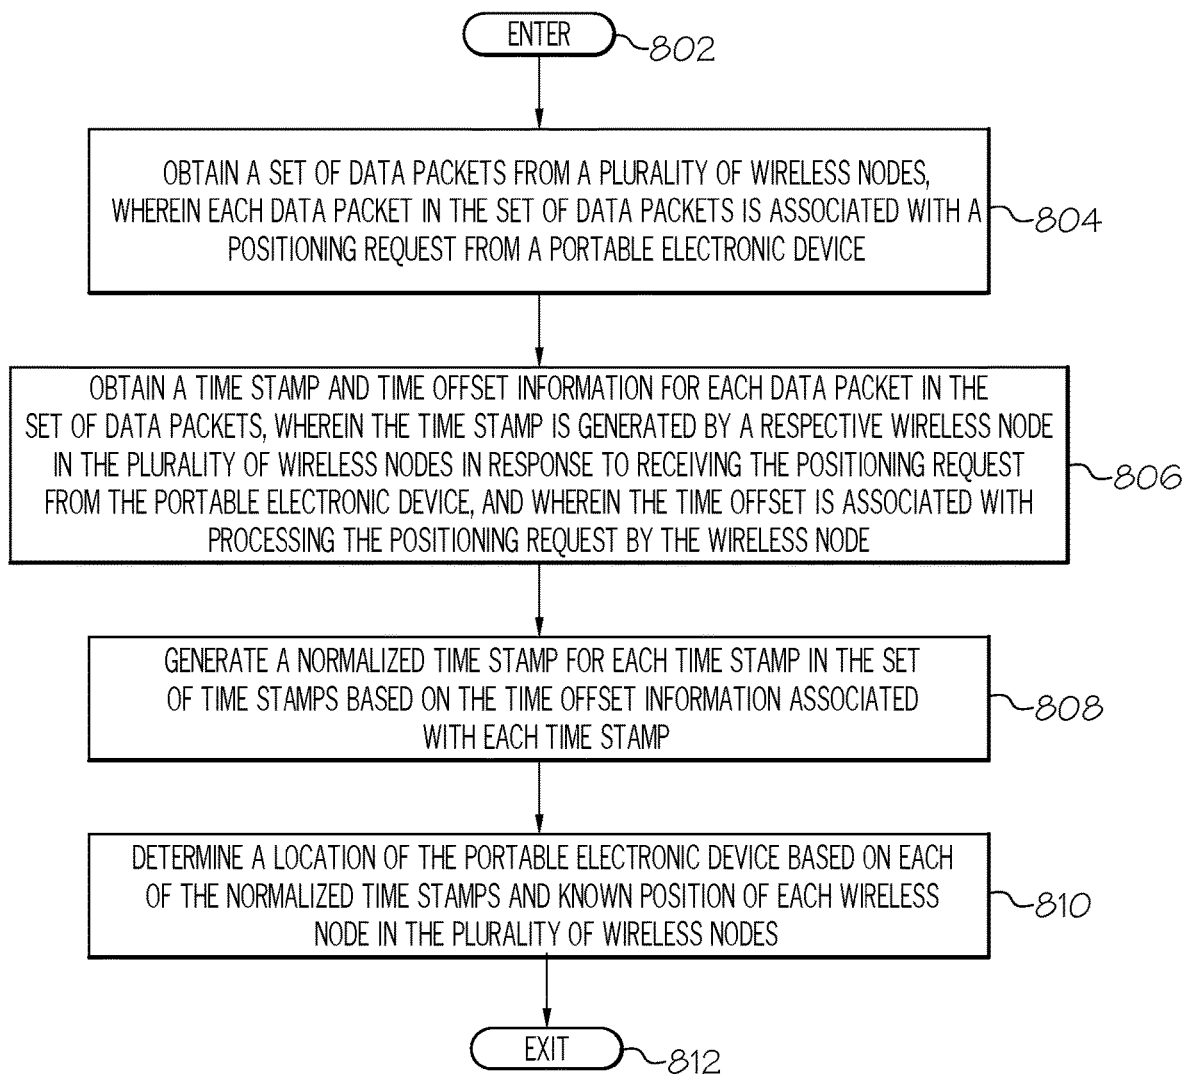 ENTER
802
OBTAIN A SET OF DATA PACKETS FROM A PLURALITY OF WIRELESS NODES,
WHEREIN EACH DATA PACKET IN THE SET OF DATA PACKETS IS ASSOCIATED WITH A
POSITIONING REQUEST FROM A PORTABLE ELECTRONIC DEVICE
804
OBTAIN A TIME STAMP AND TIME OFFSET INFORMATION FOR EACH DATA PACKET IN THE
SET OF DATA PACKETS, WHEREIN THE TIME STAMP IS GENERATED BY A RESPECTIVE WIRELESS NODE
IN THE PLURALITY OF WIRELESS NODES IN RESPONSE TO RECEIVING THE POSITIONING REQUEST
FROM THE PORTABLE ELECTRONIC DEVICE, AND WHEREIN THE TIME OFFSET IS ASSOCIATED WITH
PROCESSING THE POSITIONING REQUEST BY THE WIRELESS NODE
806
GENERATE A NORMALIZED TIME STAMP FOR EACH TIME STAMP IN THE SET
OF TIME STAMPS BASED ON THE TIME OFFSET INFORMATION ASSOCIATED
WITH EACH TIME STAMP
808
DETERMINE A LOCATION OF THE PORTABLE ELECTRONIC DEVICE BASED ON EACH
OF THE NORMALIZED TIME STAMPS AND KNOWN POSITION OF EACH WIRELESS
NODE IN THE PLURALITY OF WIRELESS NODES
810
EXIT
812